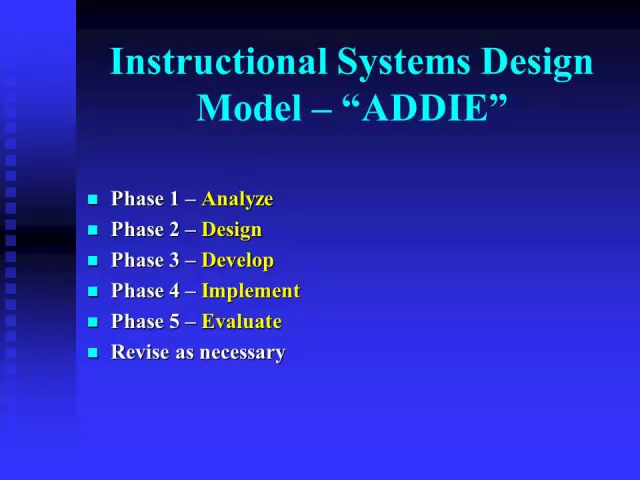 Instructional Systems Design
Model – “ADDIE”
Phase 1 – Analyze
Phase 2 – Design
Phase 3 – Develop
Phase 4 – Implement
Phase 5 – Evaluate
Revise as necessary